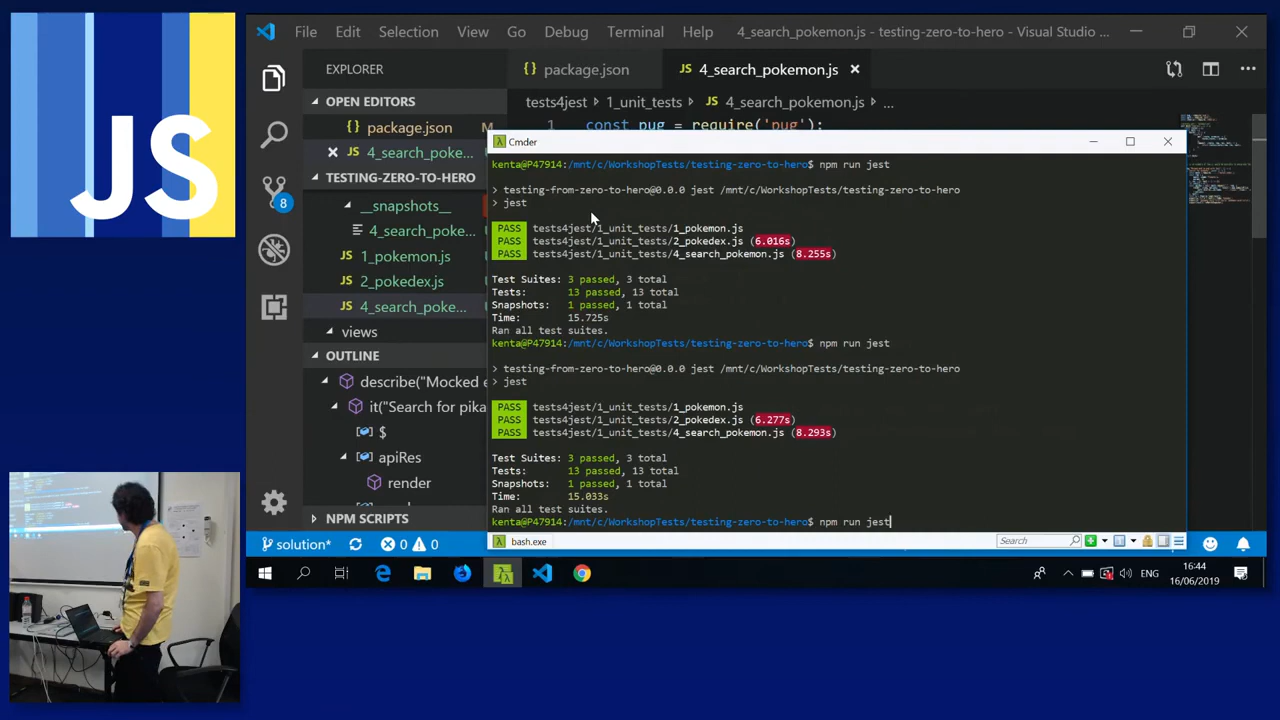 JS
File Edit Selection View Go Debug Terminal Help 4_search_pokemon.js - testing-zero-to-hero - Visual Studio ...
EXPLORER
{} package.json
JS 4_search_pokemon.js
OPEN EDITORS
{} package.json M
JS 4_search_poke...
TESTING-ZERO-TO-HERO
__snapshots__
4_search_poke...
JS 1_pokemon.js
JS 2_pokedex.js
JS 4_search_poke...
views
OUTLINE
describe("Mocked e
it("Search for pika
$
apiRes
render
NPM SCRIPTS
8
tests4jest 1_unit_tests JS 4_search_pokemon.js ...
1 const pug = require('pug');
Cmder
kenta@P47914:/mnt/c/WorkshopTests/testing-zero-to-hero$ npm run jest
> testing-from-zero-to-hero@0.0.0 jest /mnt/c/WorkshopTests/testing-zero-to-hero
> jest
PASS tests4jest/1_unit_tests/1_pokemon.js
PASS tests4jest/1_unit_tests/2_pokedex.js (6.016s)
PASS tests4jest/1_unit_tests/4_search_pokemon.js (8.255s)
Test Suites: 3 passed, 3 total
Tests: 13 passed, 13 total
Snapshots: 1 passed, 1 total
Time: 15.725s
Ran all test suites.
kenta@P47914:/mnt/c/WorkshopTests/testing-zero-to-hero$ npm run jest
> testing-from-zero-to-hero@0.0.0 jest /mnt/c/WorkshopTests/testing-zero-to-hero
> jest
PASS tests4jest/1_unit_tests/1_pokemon.js
PASS tests4jest/1_unit_tests/2_pokedex.js (6.277s)
PASS tests4jest/1_unit_tests/4_search_pokemon.js (8.293s)
Test Suites: 3 passed, 3 total
Tests: 13 passed, 13 total
Snapshots: 1 passed, 1 total
Time: 15.033s
Ran all test suites.
kenta@P47914:/mnt/c/WorkshopTests/testing-zero-to-hero$ npm run jest
bash.exe
Search
solution* 0 0
ENG
16:44
16/06/2019